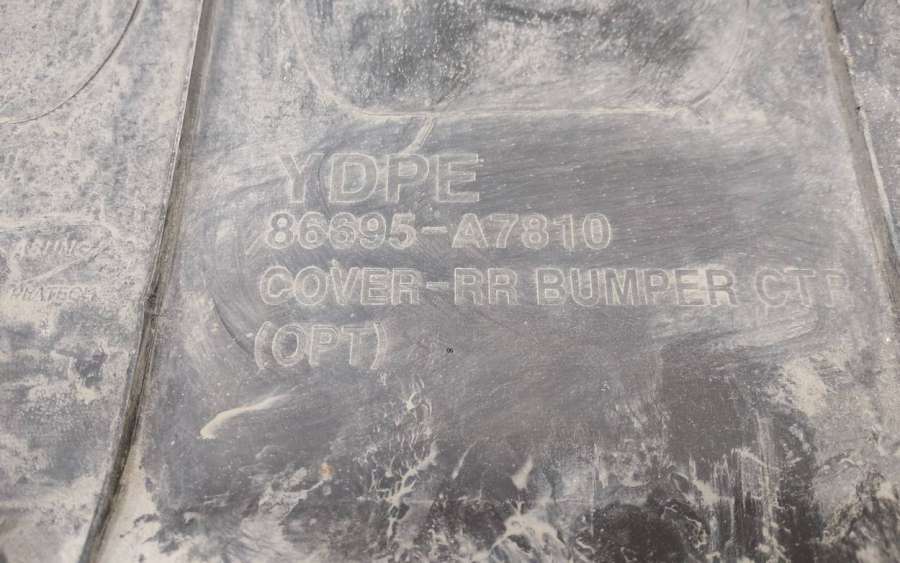 YDPE
86695-A7810
COVER-RR BUMPER CTR
(OPT)